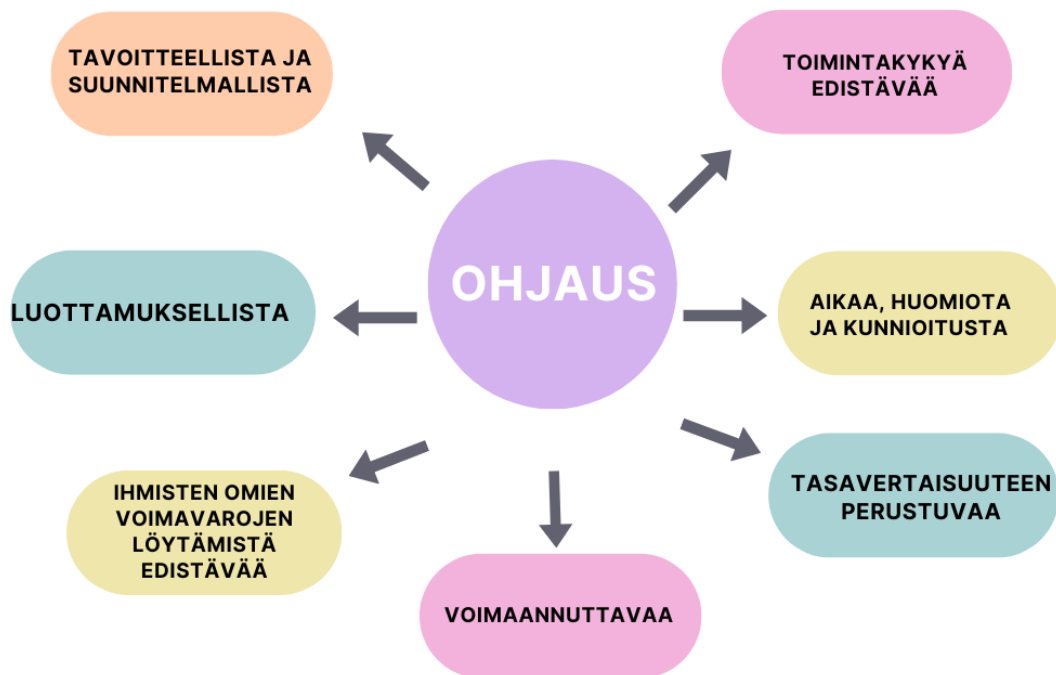 TAVOITTEELLISTA JA
SUUNNITELMALLISTA
TOIMINTAKYKYÄ
EDISTÄVÄÄ
OHJAUS
LUOTTAMUKSELLISTA
AIKAA, HUOMIOTA
JA KUNNIOITUSTA
IHMISTEN OMIEN
VOIMAVAROJEN
LÖYTÄMISTÄ
EDISTÄVÄÄ
TASAVERTAISUUTEEN
PERUSTUVAA
VOIMAANNUTTAVAA